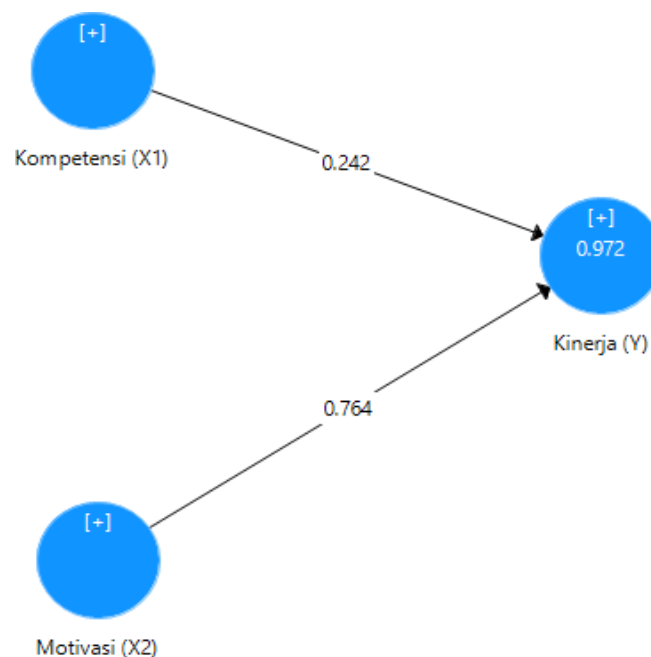 [+]
Kompetensi (X1)
0.242
[+]
0.972
Kinerja (Y)
0.764
[+]
Motivasi (X2)